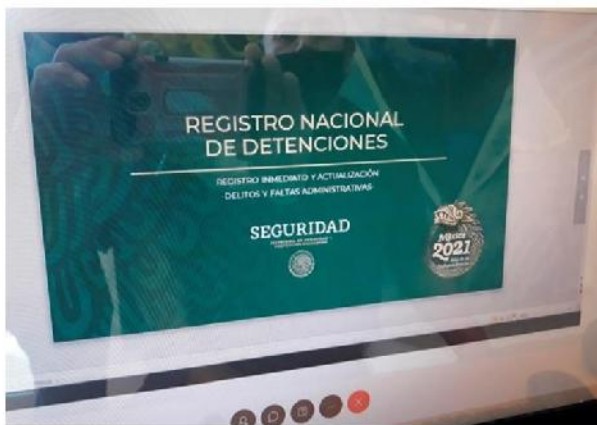 REGISTRO NACIONAL
DE DETENCIONES
REGISTRO INMEDIATO Y ACTUALIZACIÓN
DELITOS Y FALTAS ADMINISTRATIVAS
SEGURIDAD
México
2021